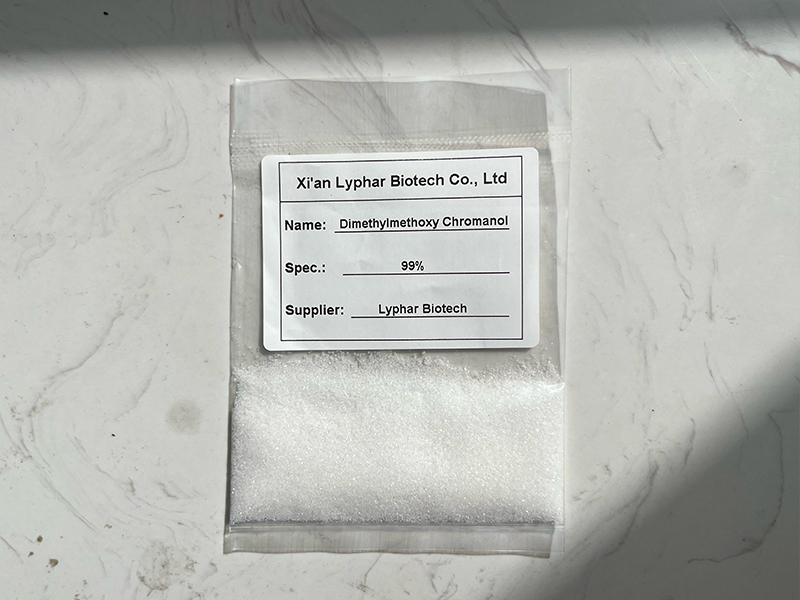 Xi'an Lyphar Biotech Co., Ltd
Name: Dimethylmethoxy Chromanol
Spec.: 99%
Supplier: Lyphar Biotech